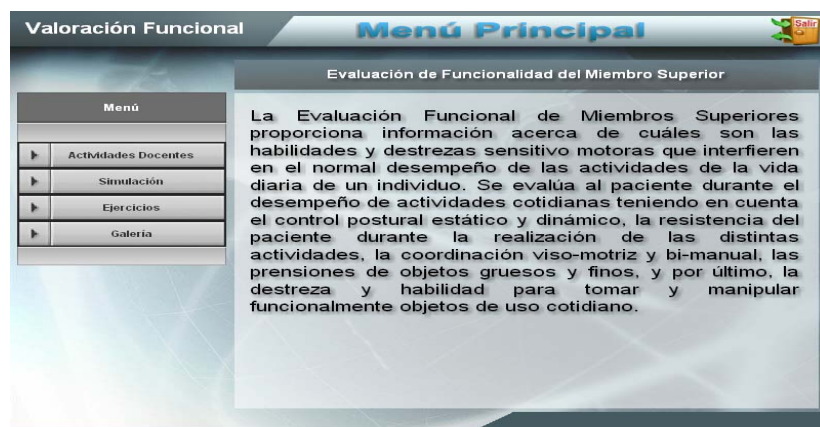 Valoración Funcional
Menú Principal
Salir
Evaluación de Funcionalidad del Miembro Superior
Menú
Actividades Docentes
Simulación
Ejercicios
Galería
La Evaluación Funcional de Miembros Superiores
proporciona información acerca de cuáles son las
habilidades y destrezas sensitivo motoras que interfieren
en el normal desempeño de las actividades de la vida
diaria de un individuo. Se evalúa al paciente durante el
desempeño de actividades cotidianas teniendo en cuenta
el control postural estático y dinámico, la resistencia del
paciente durante la realización de las distintas
actividades, la coordinación viso-motriz y bi-manual, las
prensiones de objetos gruesos y finos, y por último, la
destreza y habilidad para tomar y manipular
funcionalmente objetos de uso cotidiano.